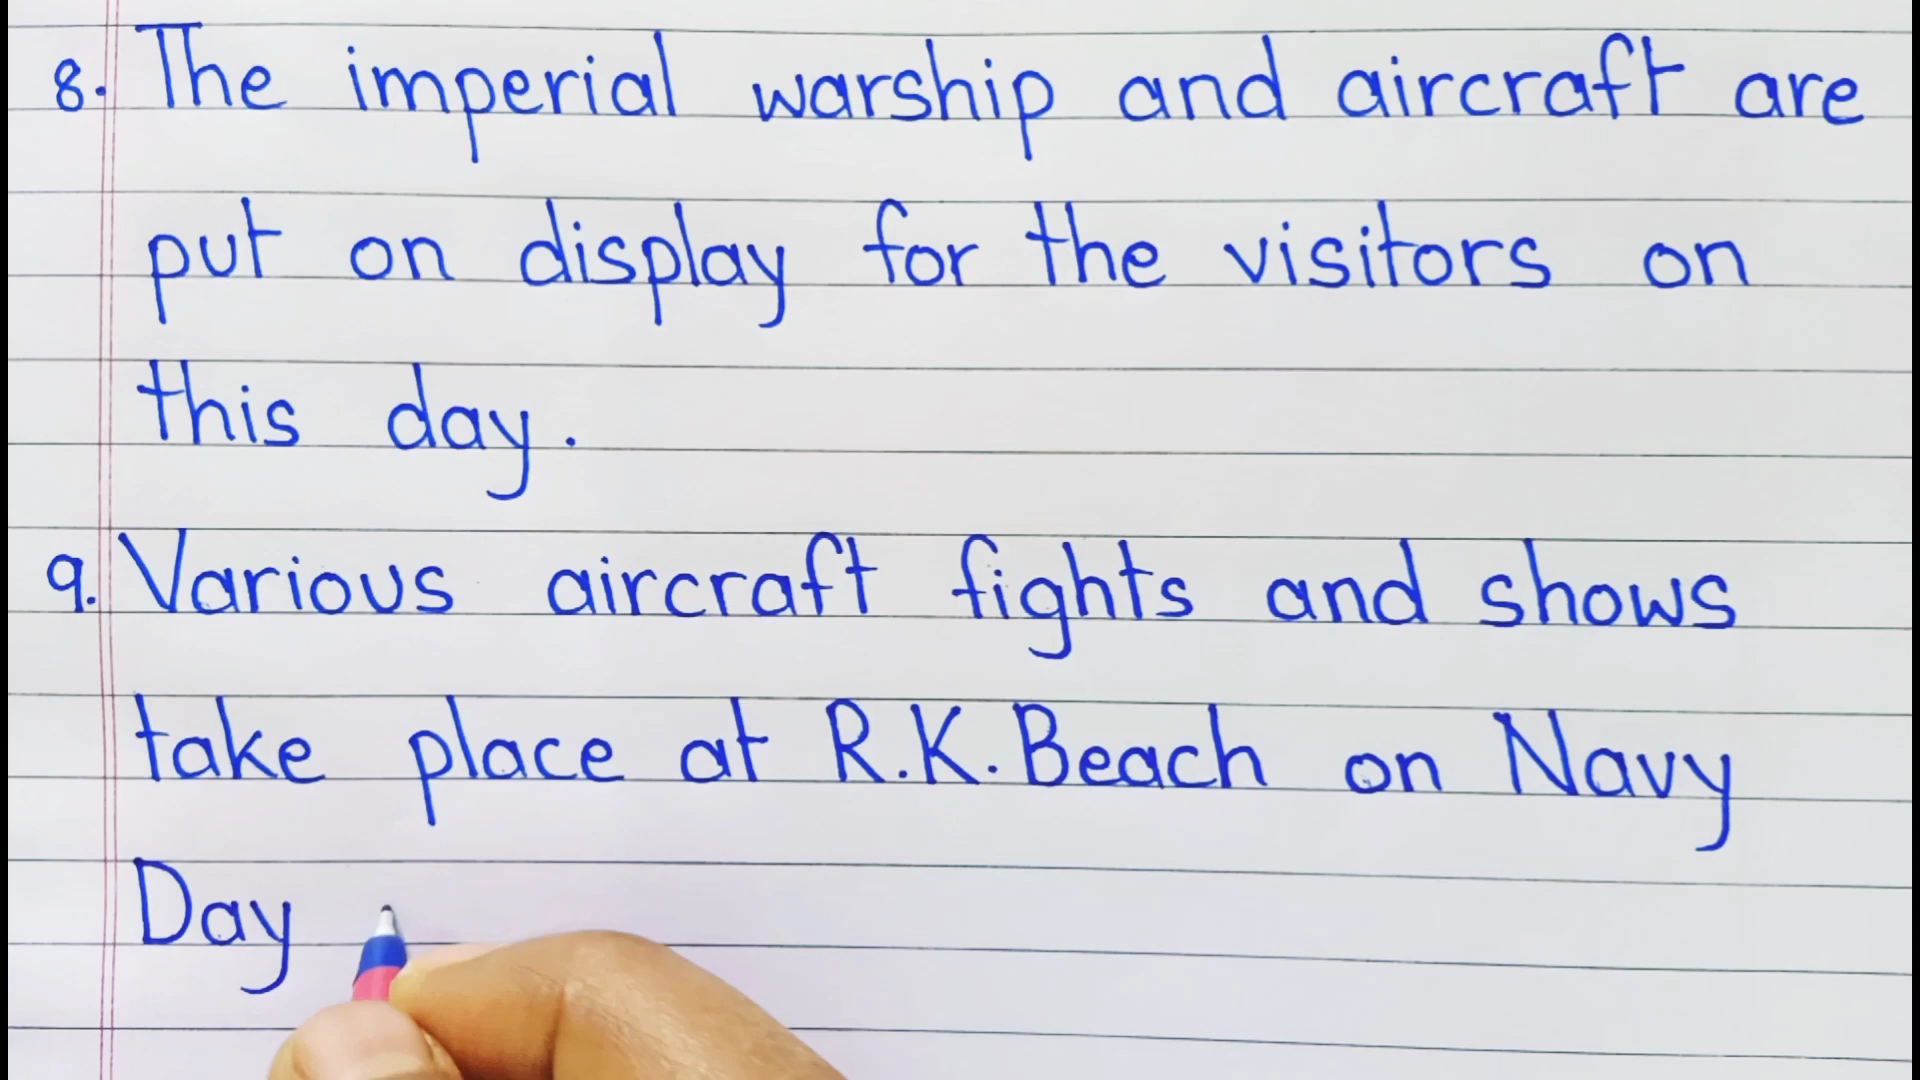 8. The imperial warship and aircraft are
put on display for the visitors on
this day.
9. Various aircraft fights and shows
take place at R.K. Beach on Navy
Day